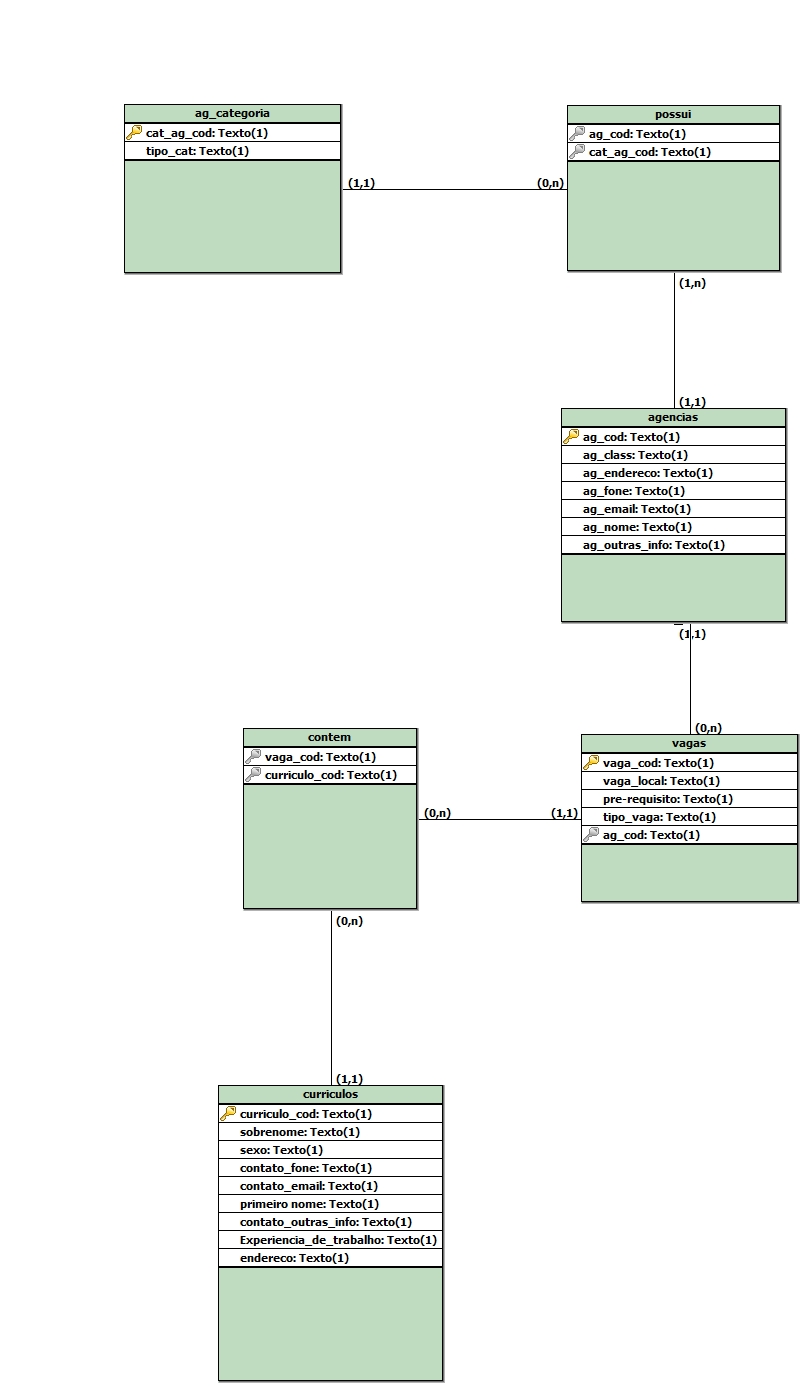 ag_categoria
cat_ag_cod: Texto(1)
tipo_cat: Texto(1)
(1,1)
(0,n)
possui
ag_cod: Texto(1)
cat_ag_cod: Texto(1)
(1,n)
(1,1)
agencias
ag_cod: Texto(1)
ag_class: Texto(1)
ag_endereco: Texto(1)
ag_fone: Texto(1)
ag_email: Texto(1)
ag_nome: Texto(1)
ag_outras_info: Texto(1)
(1,1)
(0,n)
vagas
vaga_cod: Texto(1)
vaga_local: Texto(1)
pre-requisito: Texto(1)
tipo_vaga: Texto(1)
ag_cod: Texto(1)
contem
vaga_cod: Texto(1)
curriculo_cod: Texto(1)
(0,n)
(1,1)
(0,n)
(1,1)
curriculos
curriculo_cod: Texto(1)
sobrenome: Texto(1)
sexo: Texto(1)
contato_fone: Texto(1)
contato_email: Texto(1)
primeiro nome: Texto(1)
contato_outras_info: Texto(1)
Experiencia_de_trabalho: Texto(1)
endereco: Texto(1)